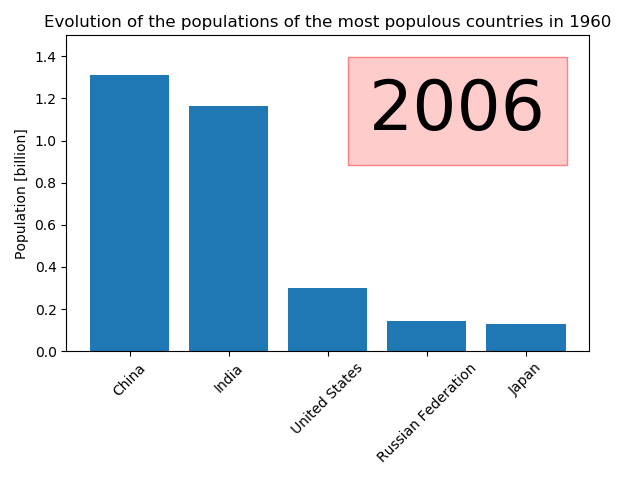 Evolution of the populations of the most populous countries in 1960
2006
Population [billion]
1.4
1.2
1.0
0.8
0.6
0.4
0.2
0.0
China
India
United States
Russian Federation
Japan